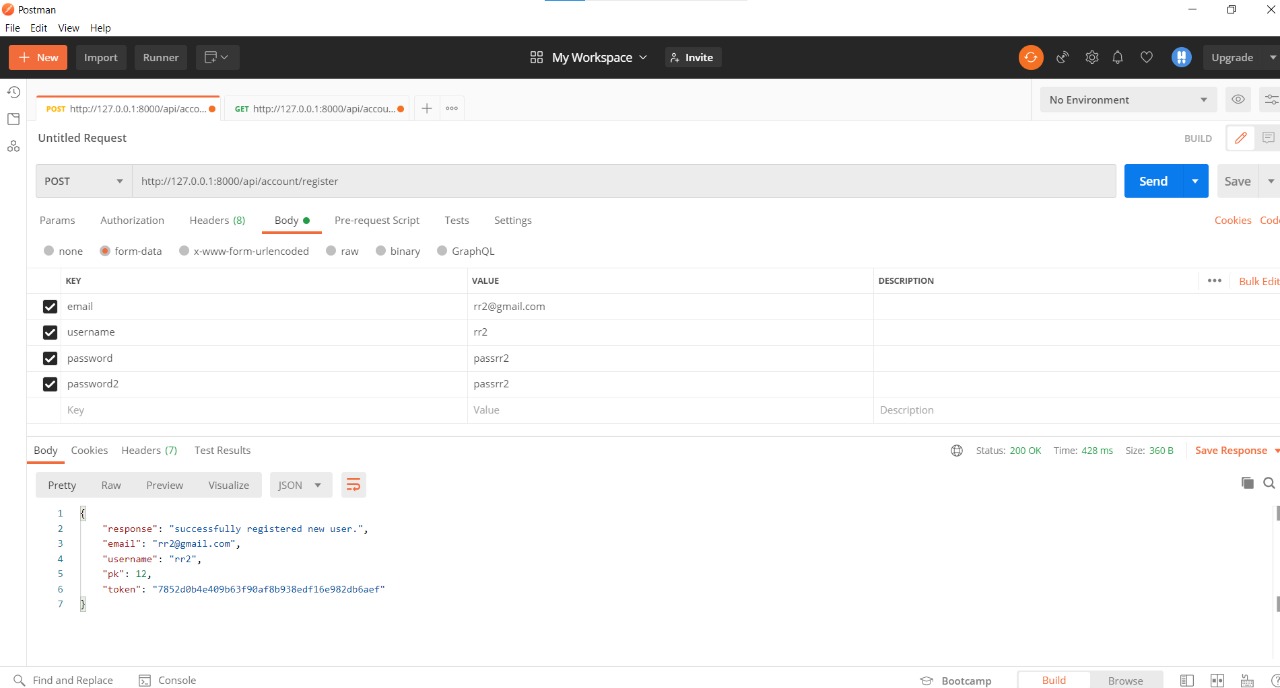 Postman
File Edit View Help
+ New Import Runner My Workspace Invite Upgrade
POST http://127.0.0.1:8000/api/acco... GET http://127.0.0.1:8000/api/accou... + No Environment
Untitled Request BUILD
POST http://127.0.0.1:8000/api/account/register Send Save
Params Authorization Headers (8) Body Pre-request Script Tests Settings Cookies Code
none form-data x-www-form-urlencoded raw binary GraphQL
KEY VALUE DESCRIPTION Bulk Edit
email rr2@gmail.com
username rr2
password passrr2
password2 passrr2
Key Value Description
Body Cookies Headers (7) Test Results Status: 200 OK Time: 428 ms Size: 360 B Save Response
Pretty Raw Preview Visualize JSON
1 {
2 "response": "successfully registered new user.",
3 "email": "rr2@gmail.com",
4 "username": "rr2",
5 "pk": 12,
6 "token": "7852d0b4e409b63f90af8b938edf16e982db6aef"
7 }
Find and Replace Console Bootcamp Build Browse